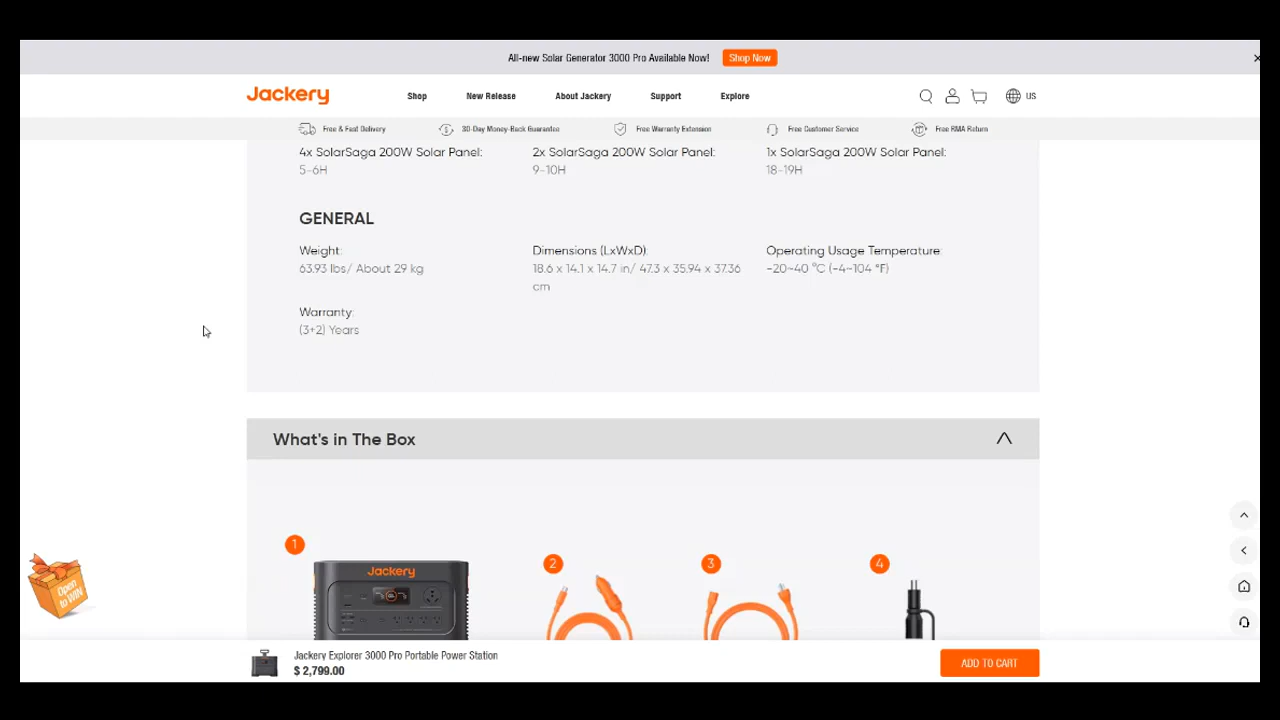 All-new Solar Generator 3000 Pro Available Now! Shop Now
Jackery Shop New Release About Jackery Support Explore US
Free & Fast Delivery 30-Day Money-Back Guarantee Free Warranty Extension Free Customer Service Free RMA Return
4x SolarSaga 200W Solar Panel: 2x SolarSaga 200W Solar Panel: 1x SolarSaga 200W Solar Panel:
5-6H 9-10H 18-19H
GENERAL
Weight: Dimensions (LxWxD): Operating Usage Temperature:
63.93 lbs/ About 29 kg 18.6 x 14.1 x 14.7 in/ 47.3 x 35.94 x 37.36 -20~40 °C (-4~104 °F)
cm
Warranty:
(3+2) Years
What's in The Box
1 2 3 4
Jackery
Open
to WIN
Jackery Explorer 3000 Pro Portable Power Station
$ 2,799.00
ADD TO CART